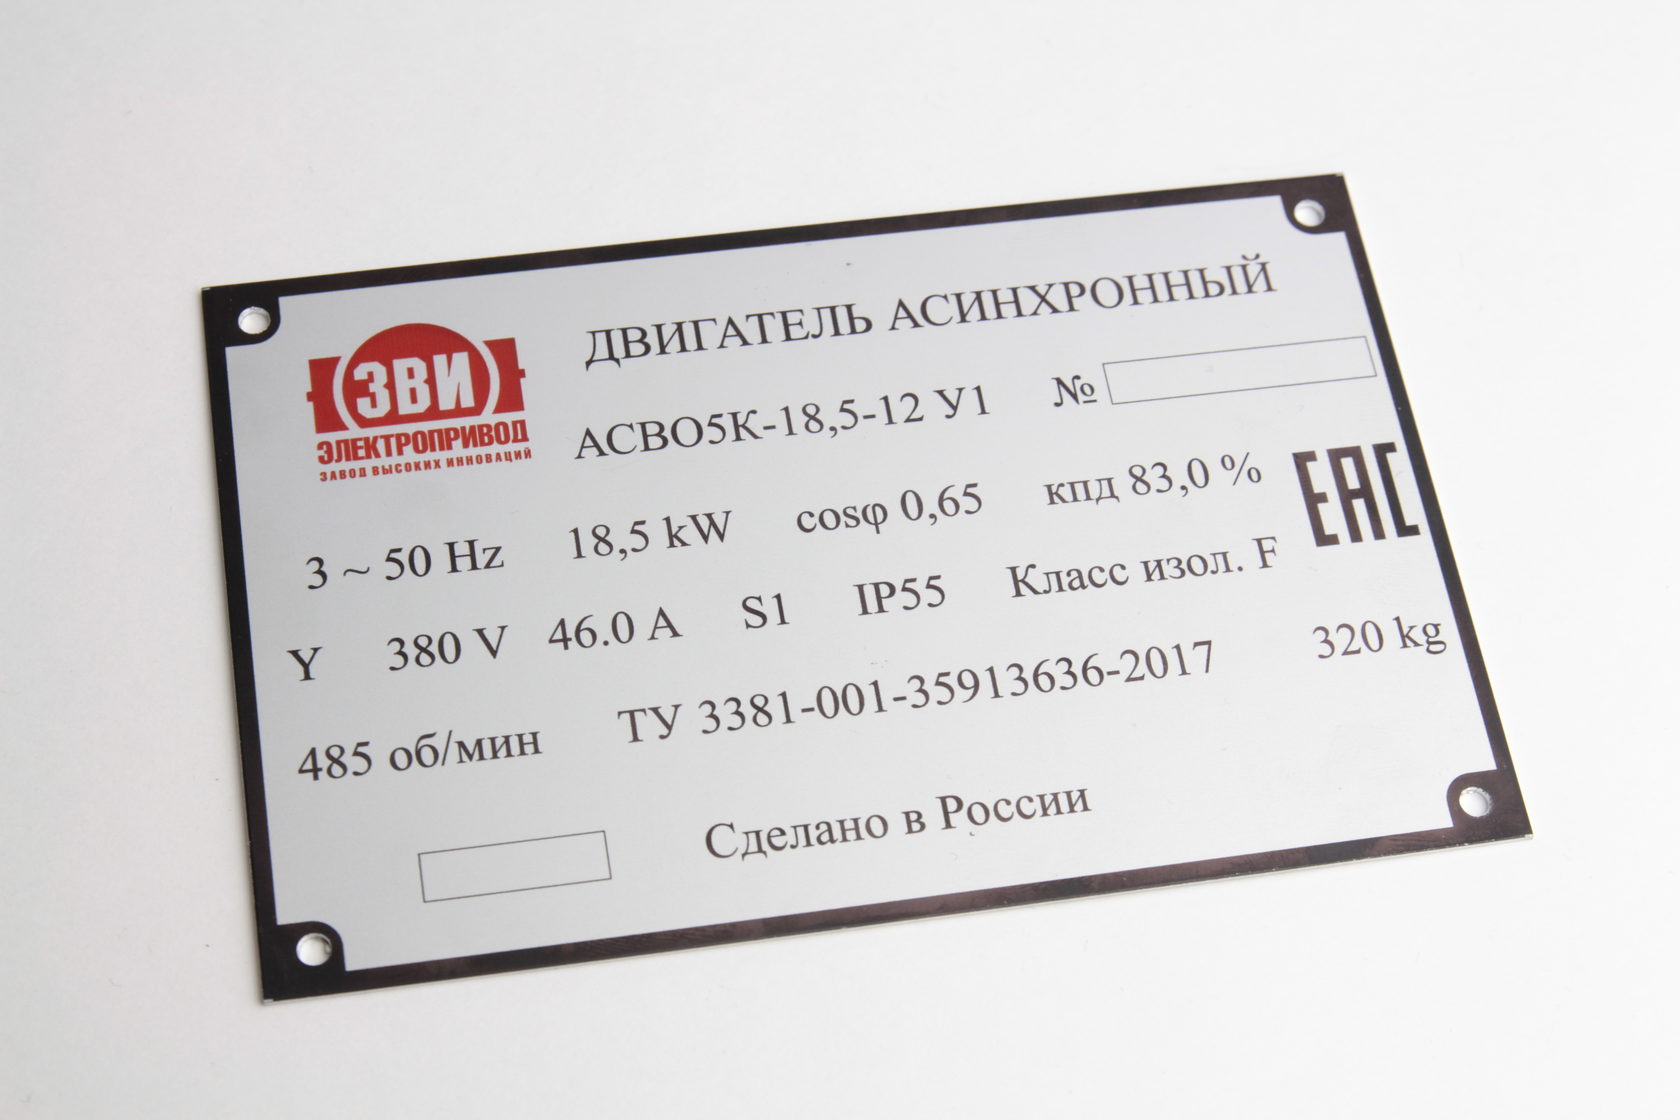 ЗВИ
ЭЛЕКТРОПРИВОД
ЗАВОД ВЫСОКИХ ИННОВАЦИЙ
ДВИГАТЕЛЬ АСИНХРОННЫЙ
АСВО5К-18,5-12 У1 №
EAC
3 ~ 50 Hz 18,5 kW cosφ 0,65 кпд 83,0 %
Y 380 V 46.0 A S1 IP55 Класс изол. F
485 об/мин ТУ 3381-001-35913636-2017 320 kg
Сделано в России